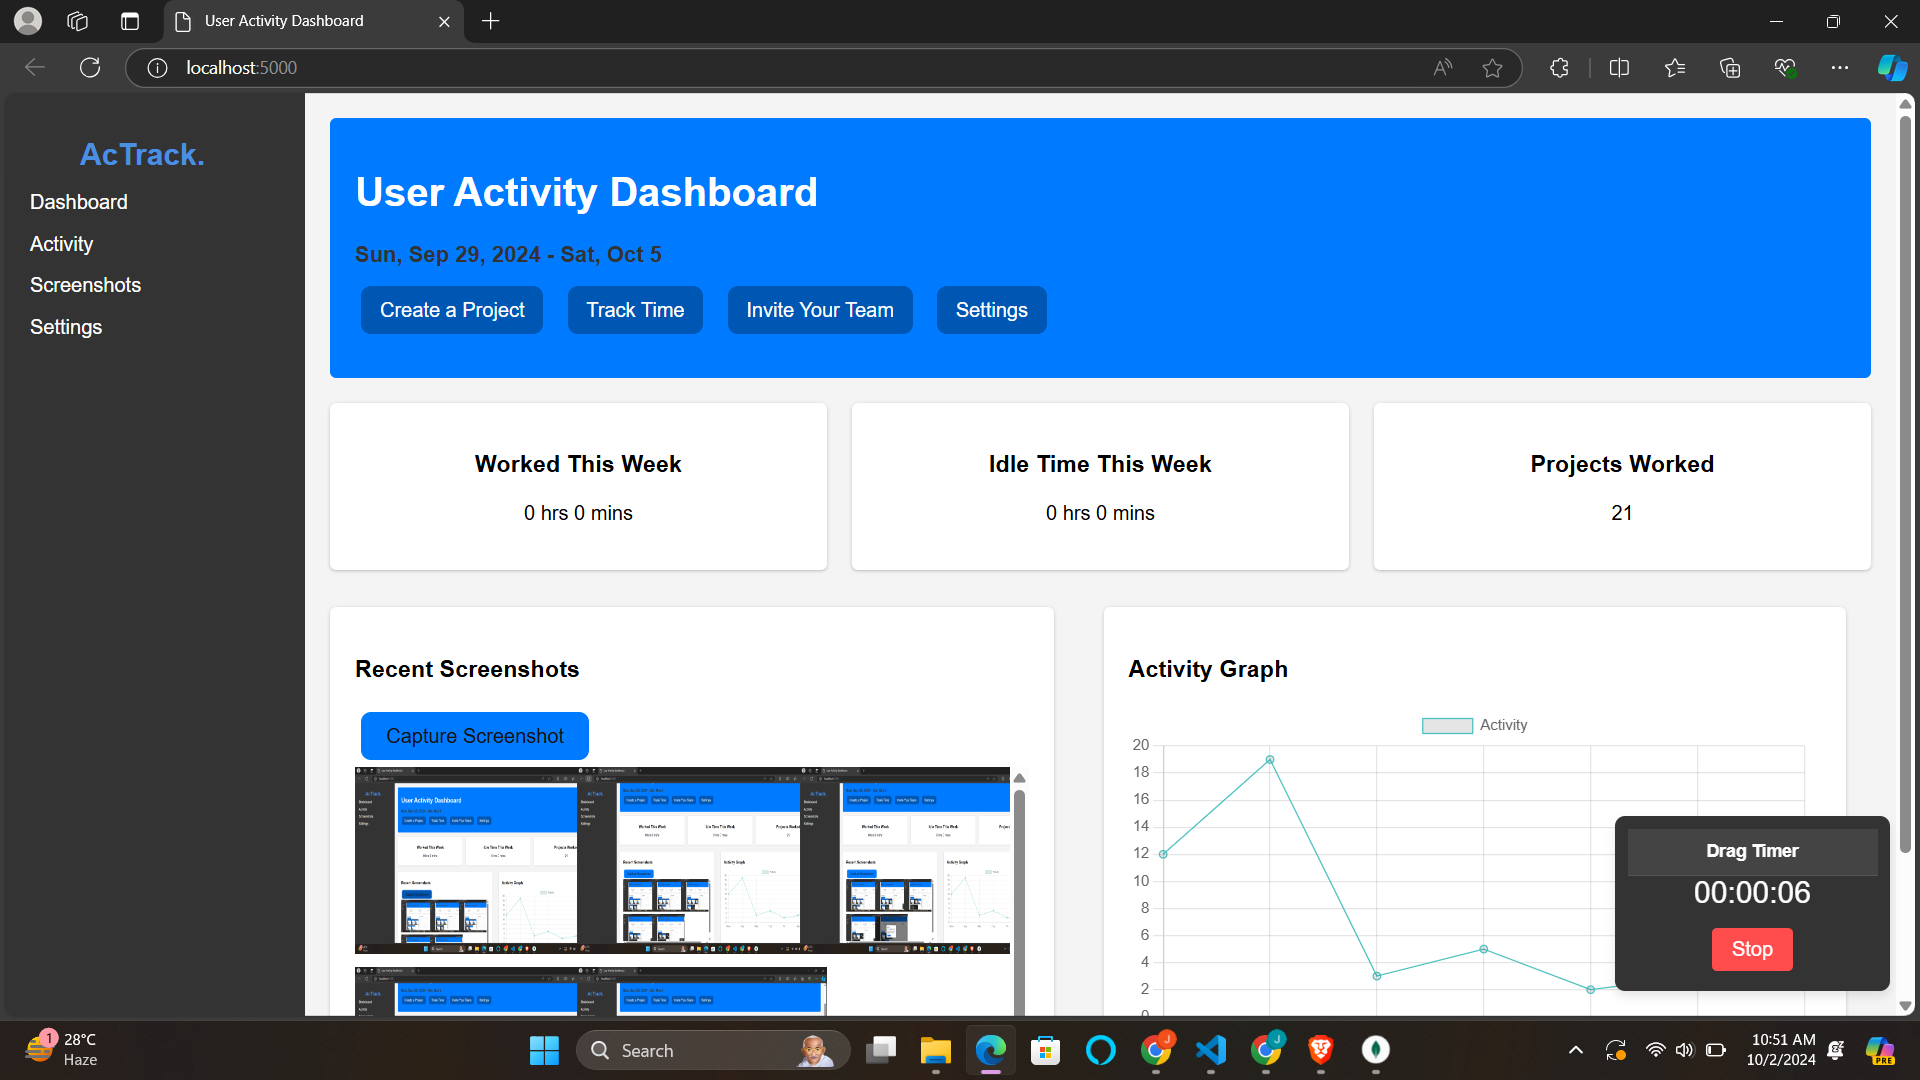 User Activity Dashboard
localhost:5000
AcTrack.
Dashboard
Activity
Screenshots
Settings
User Activity Dashboard
Sun, Sep 29, 2024 - Sat, Oct 5
Create a Project
Track Time
Invite Your Team
Settings
Worked This Week
0 hrs 0 mins
Idle Time This Week
0 hrs 0 mins
Projects Worked
21
Recent Screenshots
Capture Screenshot
Activity Graph
Activity
20
18
16
14
12
10
8
6
4
2
0
Drag Timer
00:00:06
Stop
1
28°C
Haze
Search
J
J
PRE
10:51 AM
10/2/2024